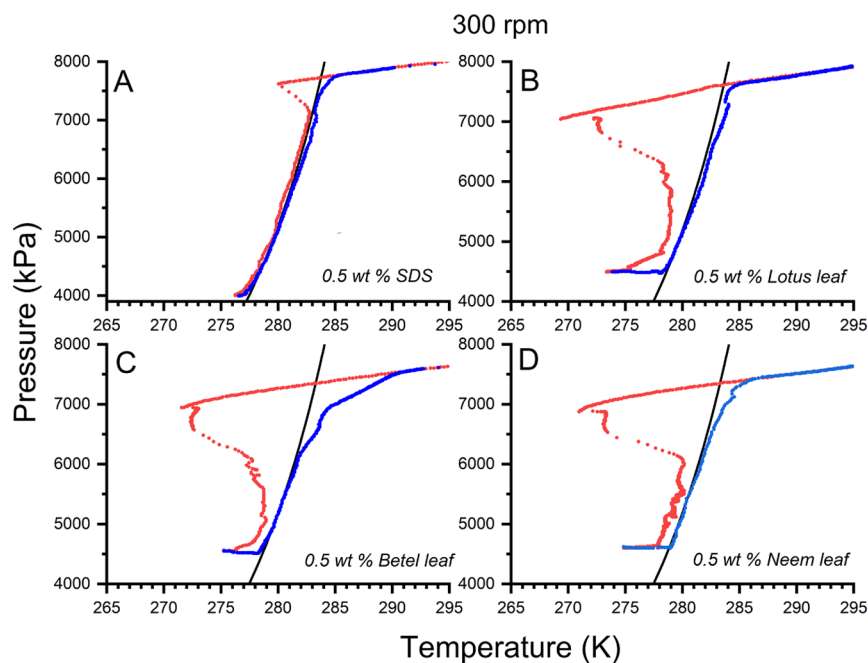 300 rpm
Pressure (kPa)
A
8000
7000
6000
5000
4000
0.5 wt % SDS
265 270 275 280 285 290 295
B
8000
7000
6000
5000
4000
0.5 wt % Lotus leaf
265 270 275 280 285 290 295
C
8000
7000
6000
5000
4000
0.5 wt % Betel leaf
265 270 275 280 285 290 295
D
8000
7000
6000
5000
4000
0.5 wt % Neem leaf
265 270 275 280 285 290 295
Temperature (K)